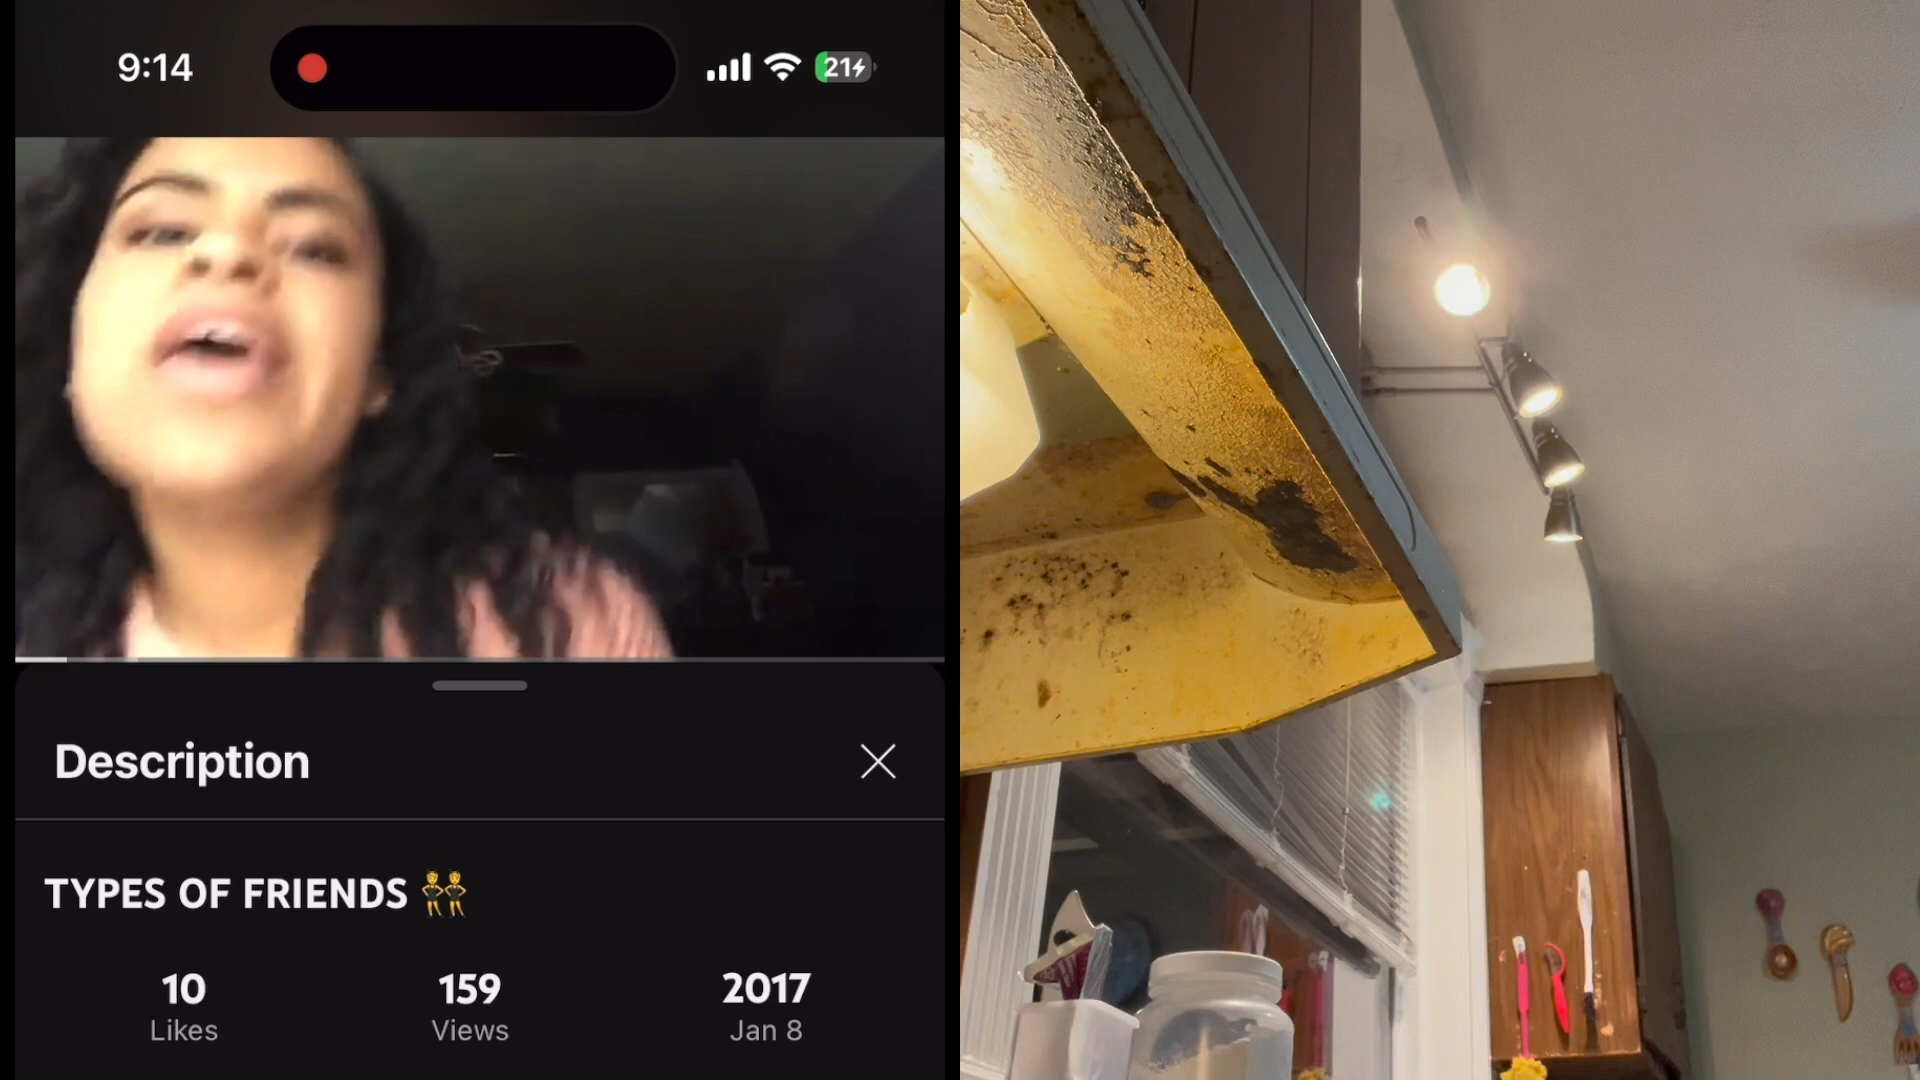 9:14
21
Description
TYPES OF FRIENDS 👯
10
159
2017
Likes
Views
Jan 8